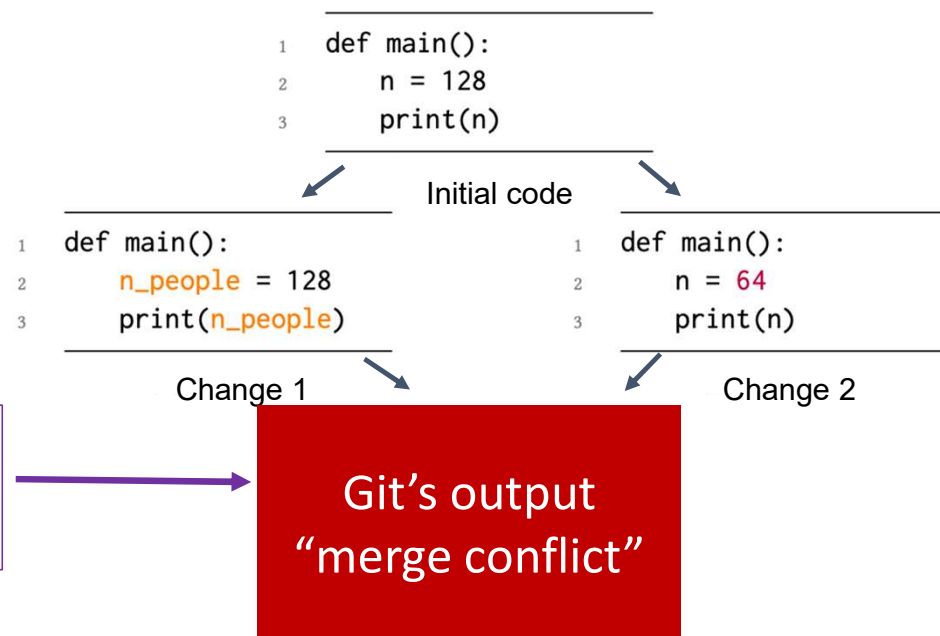 1 def main():
2     n = 128
3     print(n)
Initial code
1 def main():
2     n_people = 128
3     print(n_people)
Change 1
1 def main():
2     n = 64
3     print(n)
Change 2
Git’s output
“merge conflict”